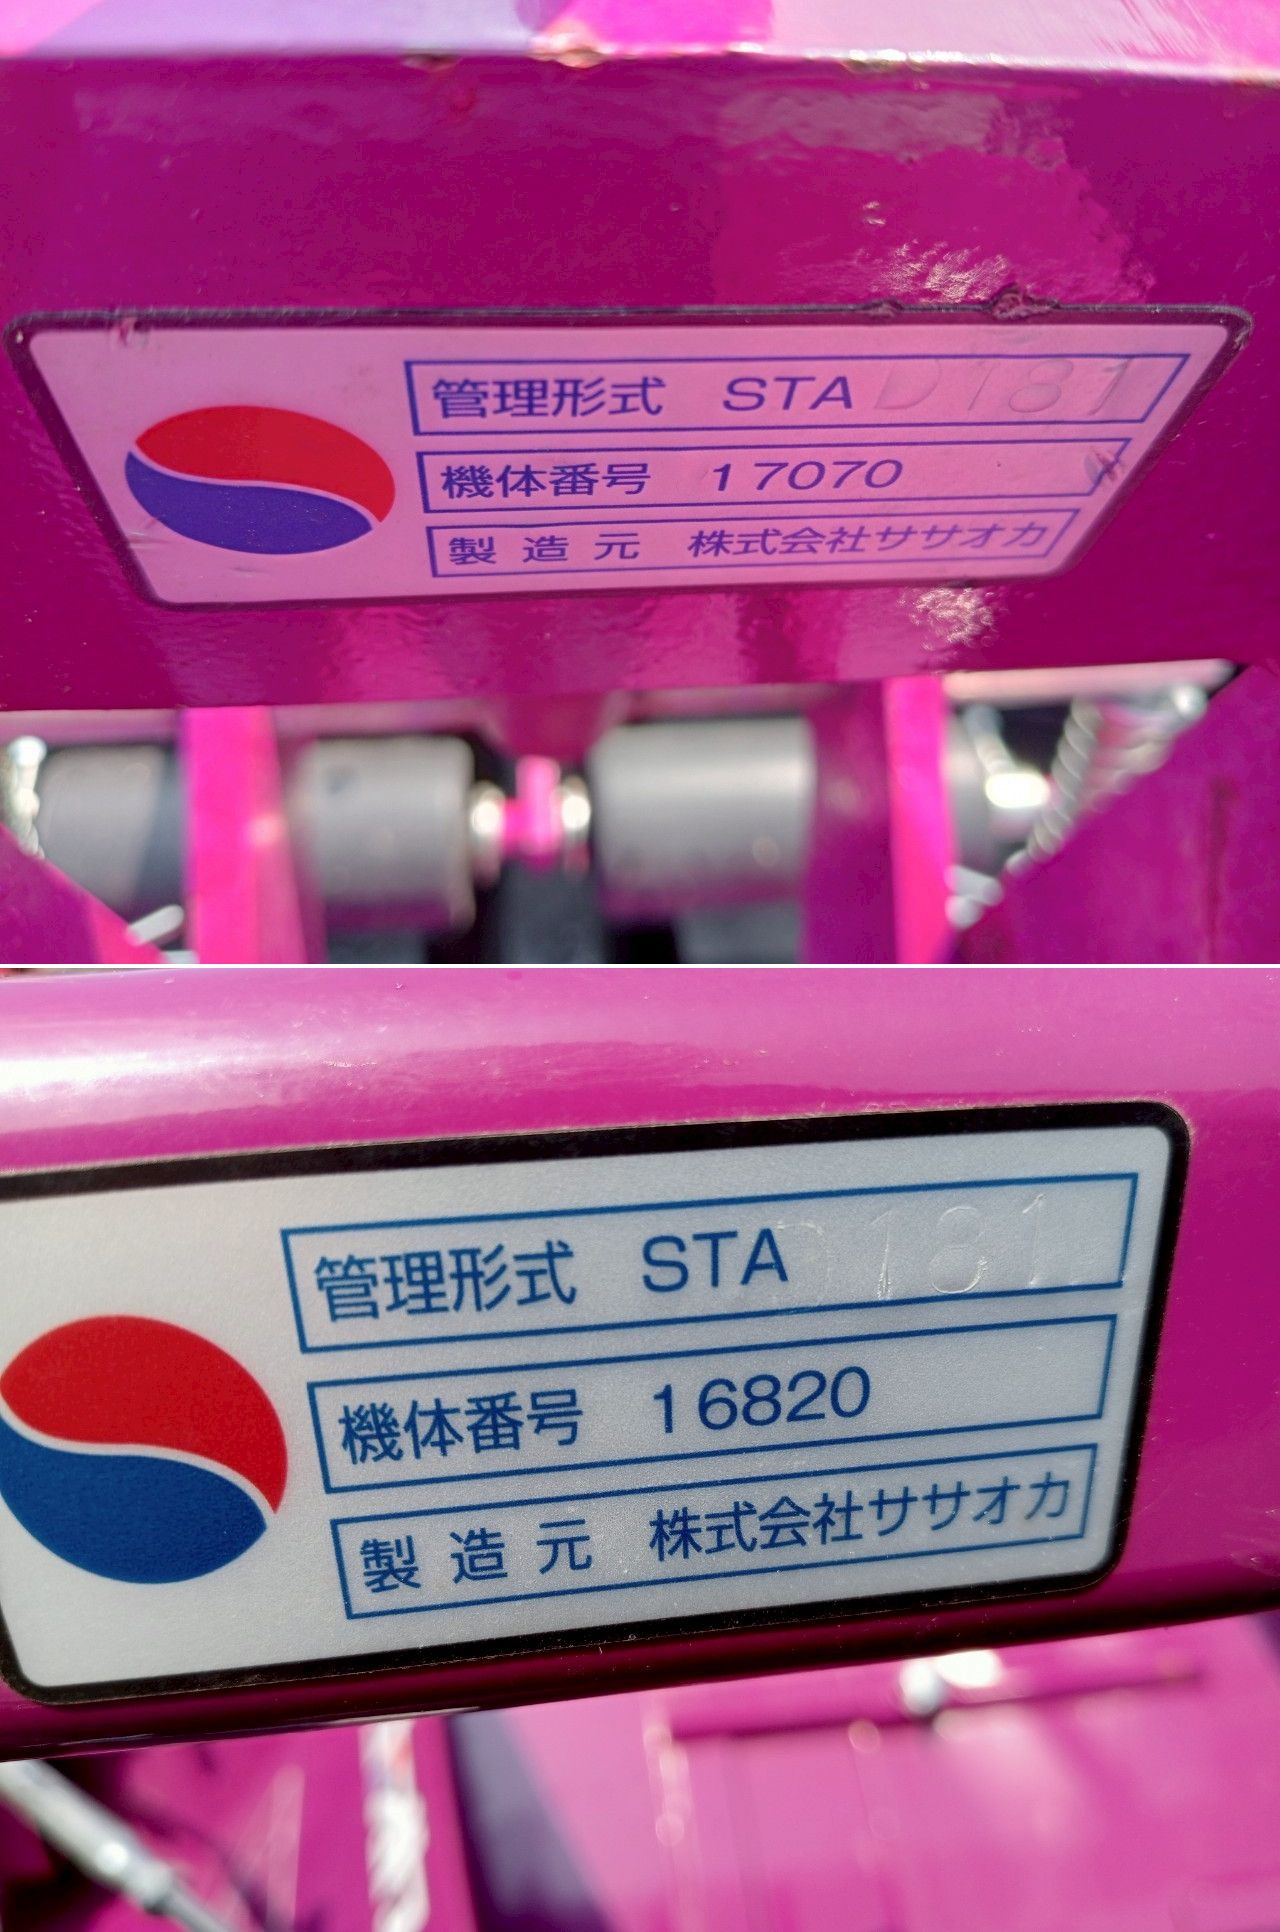 管理形式 STA D181
機体番号 17070
製造元 株式会社ササオカ
管理形式 STA D181
機体番号 16820
製造元 株式会社ササオカ